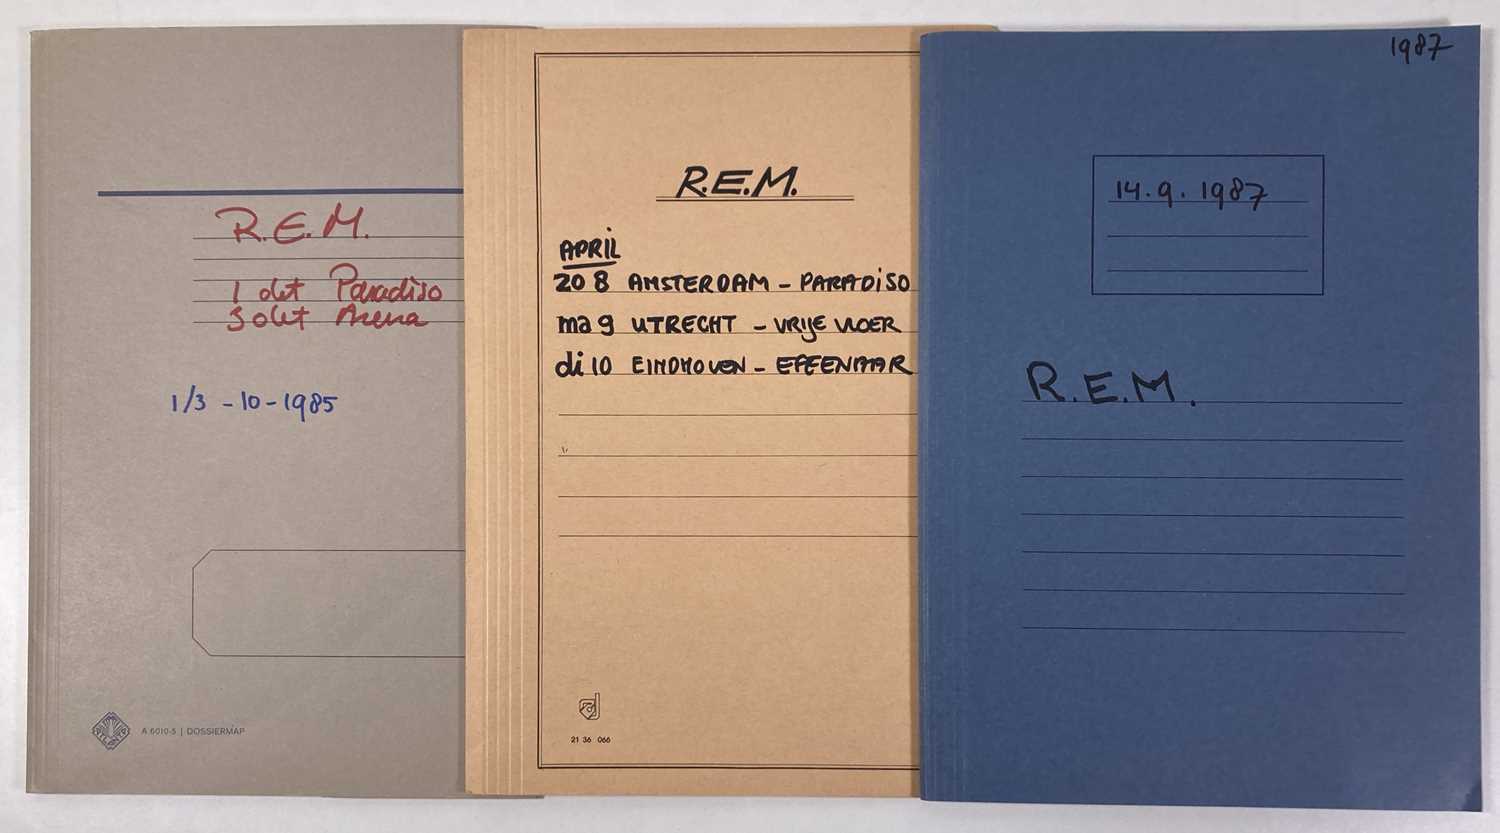 R.E.M.
1 okt Paradiso
3 okt Arena
1/3 - 10 - 1985
ATLANTA
A 6010-5 | DOSSIERMAP
R.E.M.
APRIL
zo 8 AMSTERDAM - PARADiSO
ma 9 UTRECHT - VRIJE VLOER
di 10 EINDHOVEN - EFFENAAR
21 36 066
1987
14.9.1987
R.E.M.